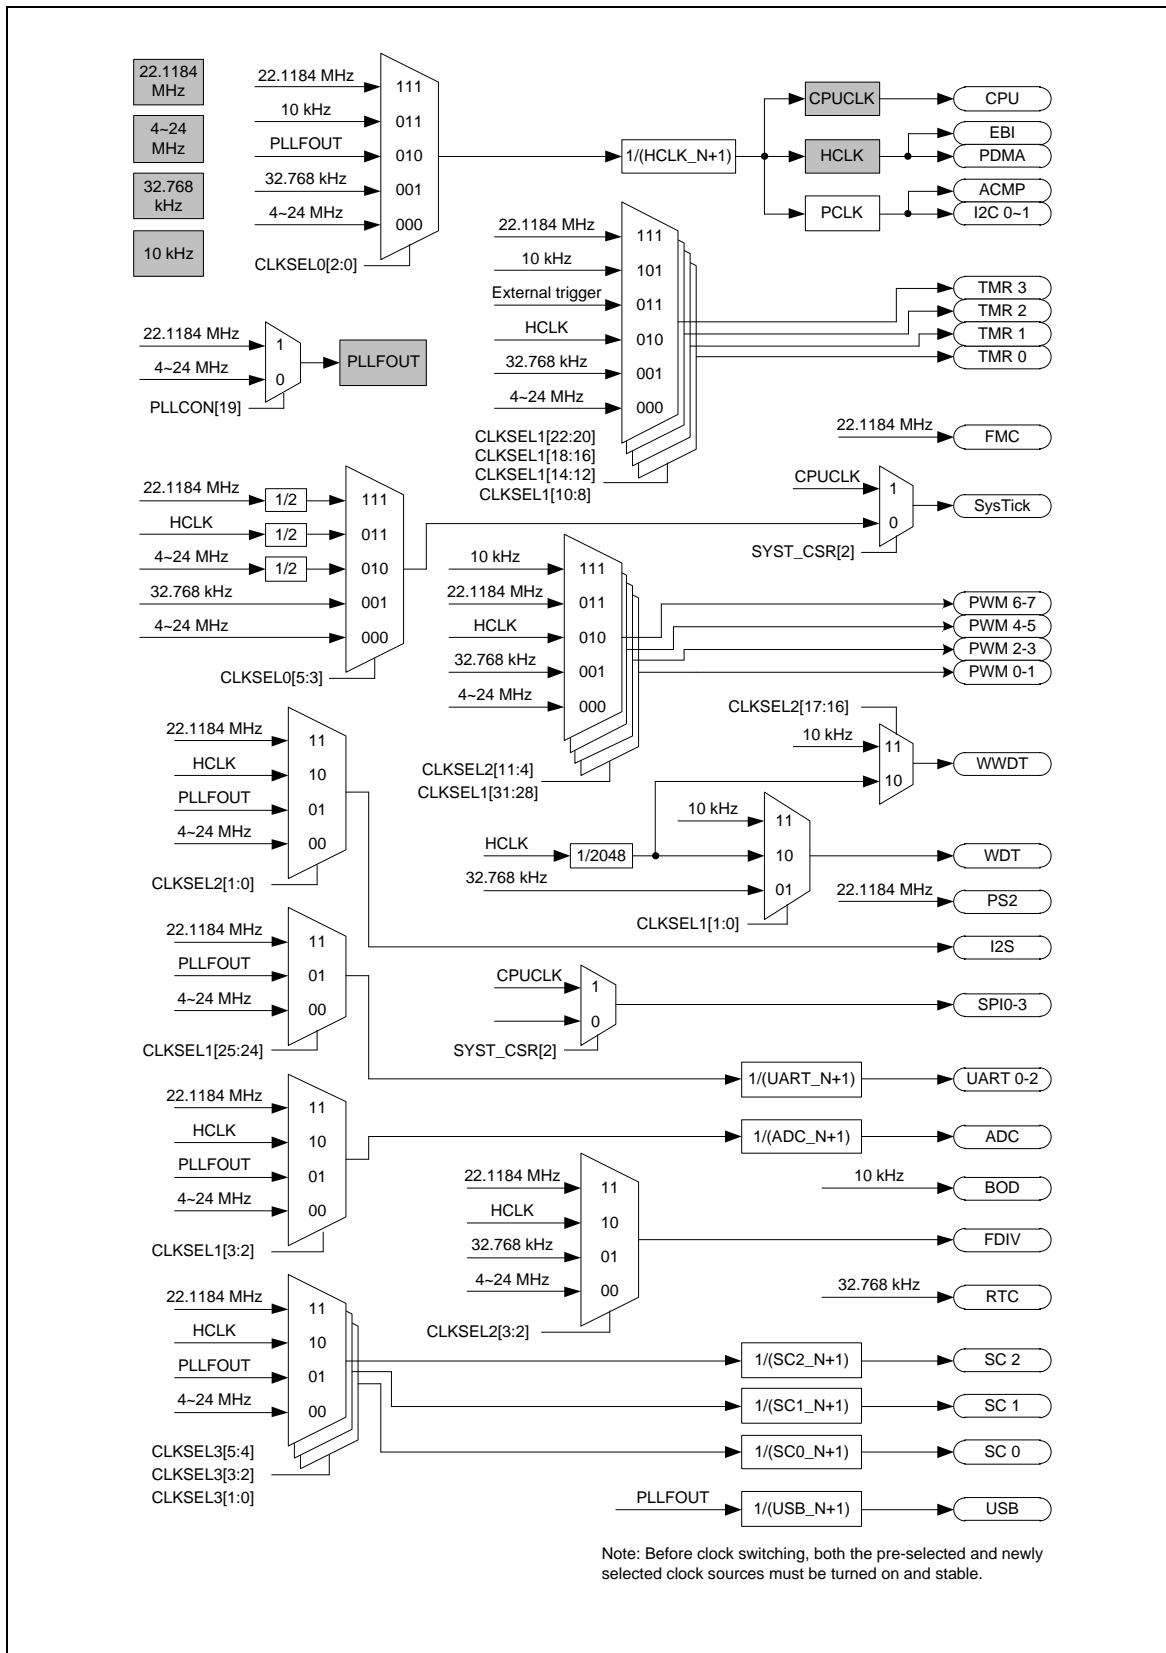 22.1184
MHz
4~24
MHz
32.768
kHz
10 kHz
22.1184 MHz
111
10 kHz
011
PLLFOUT
010
32.768 kHz
001
4~24 MHz
000
CLKSEL0[2:0]
1/(HCLK_N+1)
CPUCLK
CPU
HCLK
EBI
PDMA
PCLK
ACMP
I2C 0~1
22.1184 MHz
111
10 kHz
101
External trigger
011
HCLK
010
32.768 kHz
001
4~24 MHz
000
CLKSEL1[22:20]
CLKSEL1[18:16]
CLKSEL1[14:12]
CLKSEL1[10:8]
TMR 3
TMR 2
TMR 1
TMR 0
22.1184 MHz
1
4~24 MHz
0
PLLCON[19]
PLLFOUT
22.1184 MHz
FMC
22.1184 MHz
1/2
111
HCLK
1/2
011
4~24 MHz
1/2
010
32.768 kHz
001
4~24 MHz
000
CLKSEL0[5:3]
CPUCLK
1
0
SYST_CSR[2]
SysTick
10 kHz
111
22.1184 MHz
011
HCLK
010
32.768 kHz
001
4~24 MHz
000
CLKSEL2[11:4]
CLKSEL1[31:28]
PWM 6-7
PWM 4-5
PWM 2-3
PWM 0-1
CLKSEL2[17:16]
10 kHz
11
10
WWDT
22.1184 MHz
11
HCLK
10
PLLFOUT
01
4~24 MHz
00
CLKSEL2[1:0]
10 kHz
11
HCLK
1/2048
10
32.768 kHz
01
CLKSEL1[1:0]
WDT
22.1184 MHz
PS2
I2S
22.1184 MHz
11
PLLFOUT
01
4~24 MHz
00
CLKSEL1[25:24]
CPUCLK
1
0
SYST_CSR[2]
SPI0-3
1/(UART_N+1)
UART 0-2
22.1184 MHz
11
HCLK
10
PLLFOUT
01
4~24 MHz
00
CLKSEL1[3:2]
1/(ADC_N+1)
ADC
10 kHz
BOD
22.1184 MHz
11
HCLK
10
32.768 kHz
01
4~24 MHz
00
CLKSEL2[3:2]
FDIV
32.768 kHz
RTC
22.1184 MHz
11
HCLK
10
PLLFOUT
01
4~24 MHz
00
CLKSEL3[5:4]
CLKSEL3[3:2]
CLKSEL3[1:0]
1/(SC2_N+1)
SC 2
1/(SC1_N+1)
SC 1
1/(SC0_N+1)
SC 0
PLLFOUT
1/(USB_N+1)
USB
Note: Before clock switching, both the pre-selected and newly
selected clock sources must be turned on and stable.